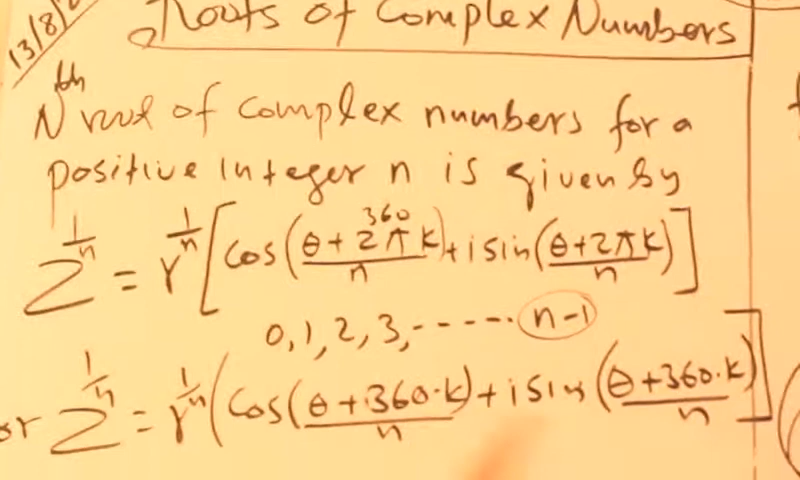 13/8/2
Roots of Complex Numbers
Nth root of complex numbers for a
positive integer n is given by
360
Z^(1/n) = r^(1/n) [cos((θ+2πk)/n) + i sin((θ+2πk)/n)]
0, 1, 2, 3, ------ n-1
or Z^(1/n) = r^(1/n) (cos((θ+360·k)/n) + i sin((θ+360·k)/n)]